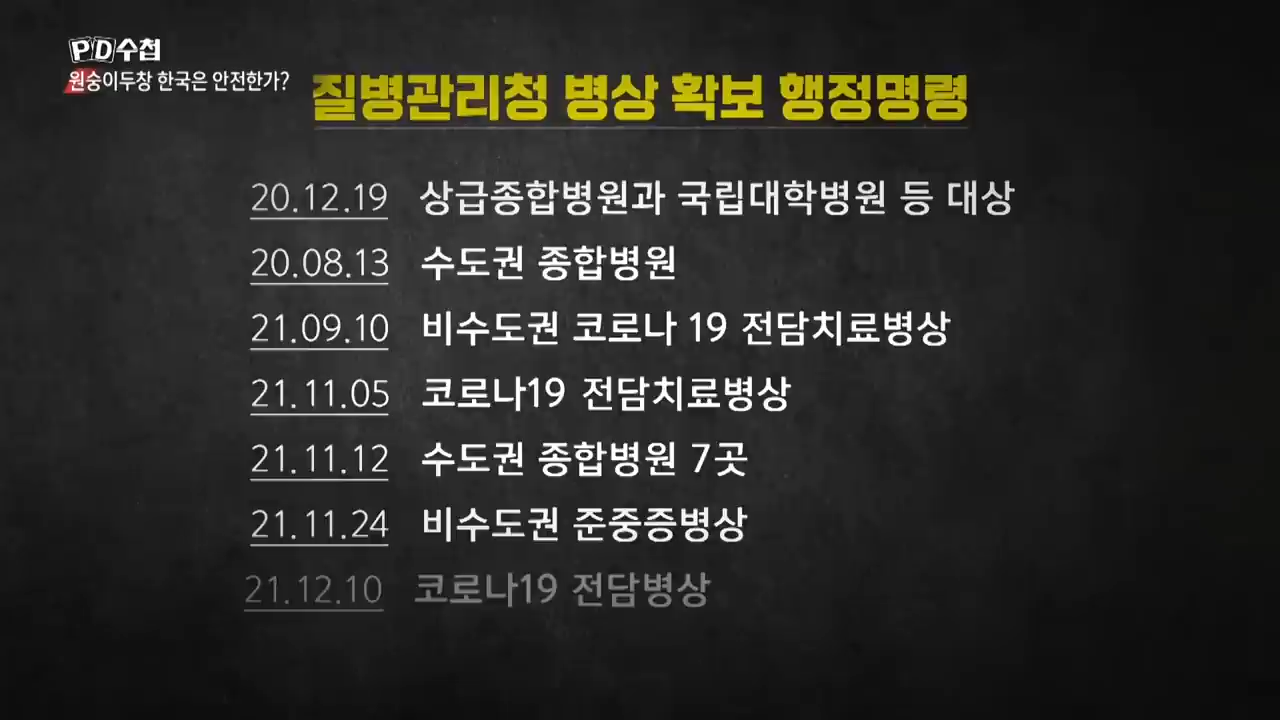 PD수첩
원숭이두창 한국은 안전한가?
질병관리청 병상 확보 행정명령
20.12.19 상급종합병원과 국립대학병원 등 대상
20.08.13 수도권 종합병원
21.09.10 비수도권 코로나 19 전담치료병상
21.11.05 코로나19 전담치료병상
21.11.12 수도권 종합병원 7곳
21.11.24 비수도권 준중증병상
21.12.10 코로나19 전담병상